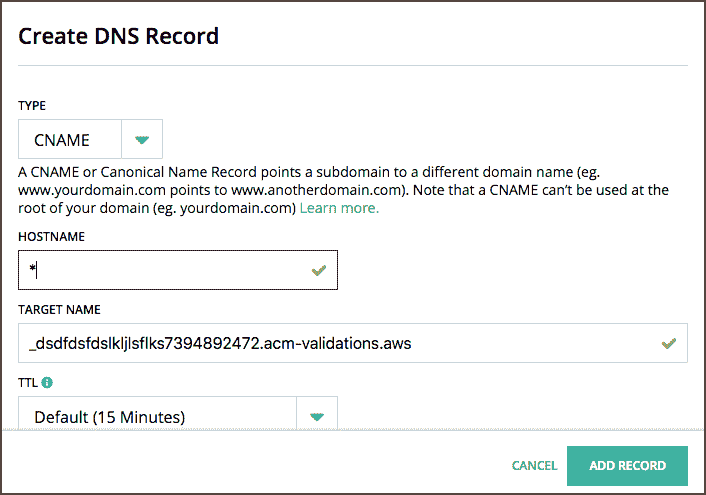 Create DNS Record
TYPE
CNAME
A CNAME or Canonical Name Record points a subdomain to a different domain name (eg.
www.yourdomain.com points to www.anotherdomain.com). Note that a CNAME can't be used at the
root of your domain (eg. yourdomain.com) Learn more.
HOSTNAME
*
TARGET NAME
_dsdfdsfdslkljlsflks7394892472.acm-validations.aws
TTL
Default (15 Minutes)
CANCEL
ADD RECORD